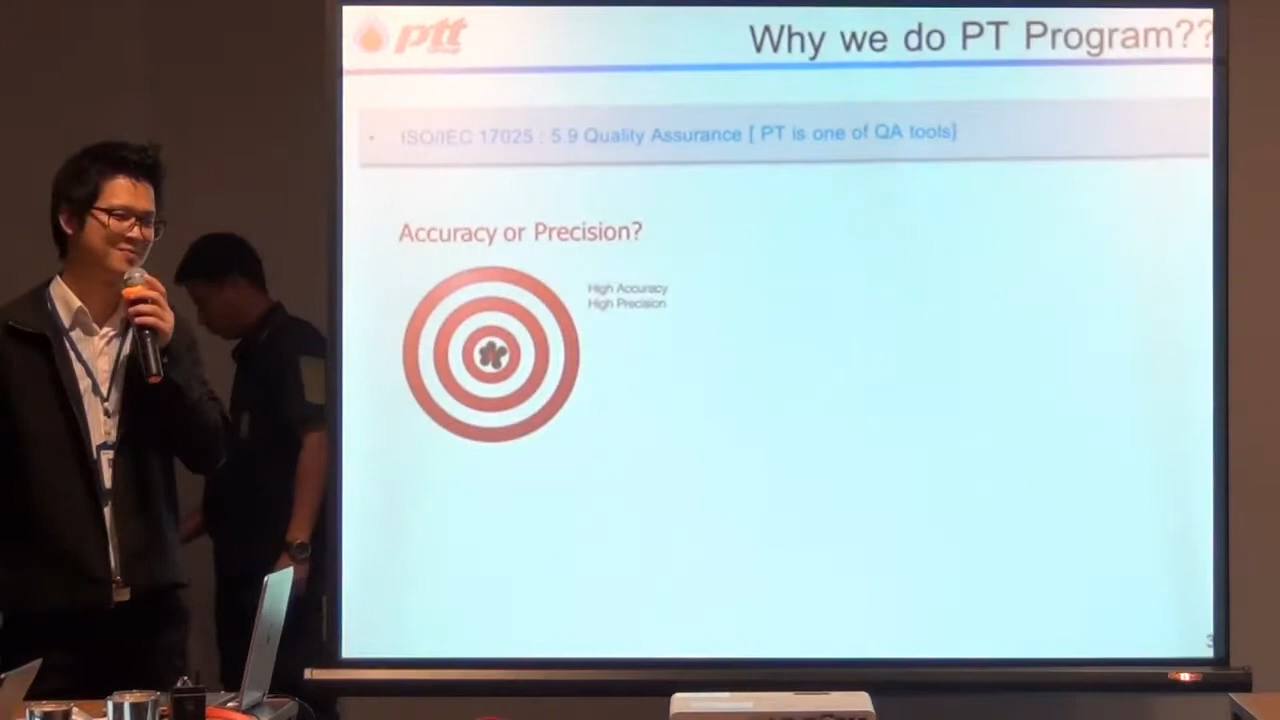 ptt
Why we do PT Program??
• ISO/IEC 17025 : 5.9 Quality Assurance [ PT is one of QA tools]
Accuracy or Precision?
High Accuracy
High Precision
3